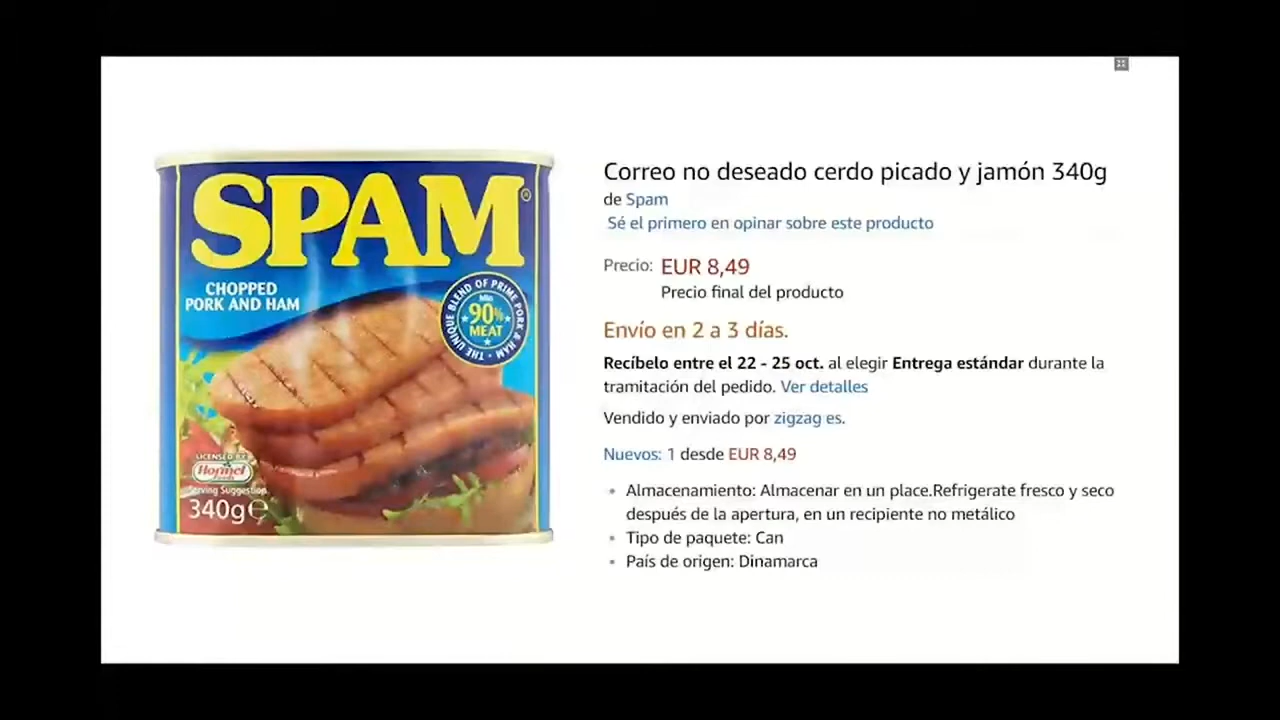 SPAM®
CHOPPED
PORK AND HAM
THE UNIQUE BLEND OF PRIME PORK & HAM
Min
90%
MEAT
LICENSED BY
Hormel
Foods
Serving Suggestion
340g℮
Correo no deseado cerdo picado y jamón 340g
de Spam
Sé el primero en opinar sobre este producto
Precio: EUR 8,49
Precio final del producto
Envío en 2 a 3 días.
Recíbelo entre el 22 - 25 oct. al elegir Entrega estándar durante la
tramitación del pedido. Ver detalles
Vendido y enviado por zigzag es.
Nuevos: 1 desde EUR 8,49
• Almacenamiento: Almacenar en un place.Refrigerate fresco y seco
después de la apertura, en un recipiente no metálico
• Tipo de paquete: Can
• País de origen: Dinamarca